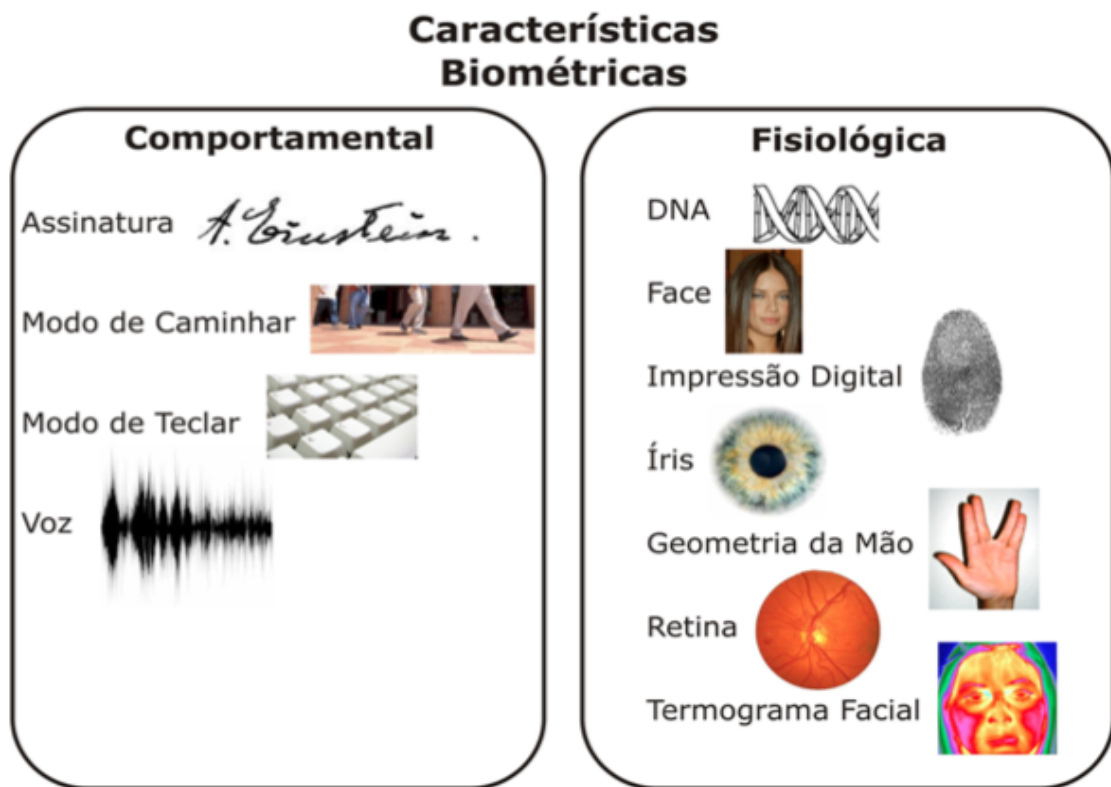 Características
Biométricas
Comportamental
Assinatura A. Einstein.
Modo de Caminhar
Modo de Teclar
Voz
Fisiológica
DNA
Face
Impressão Digital
Íris
Geometria da Mão
Retina
Termograma Facial